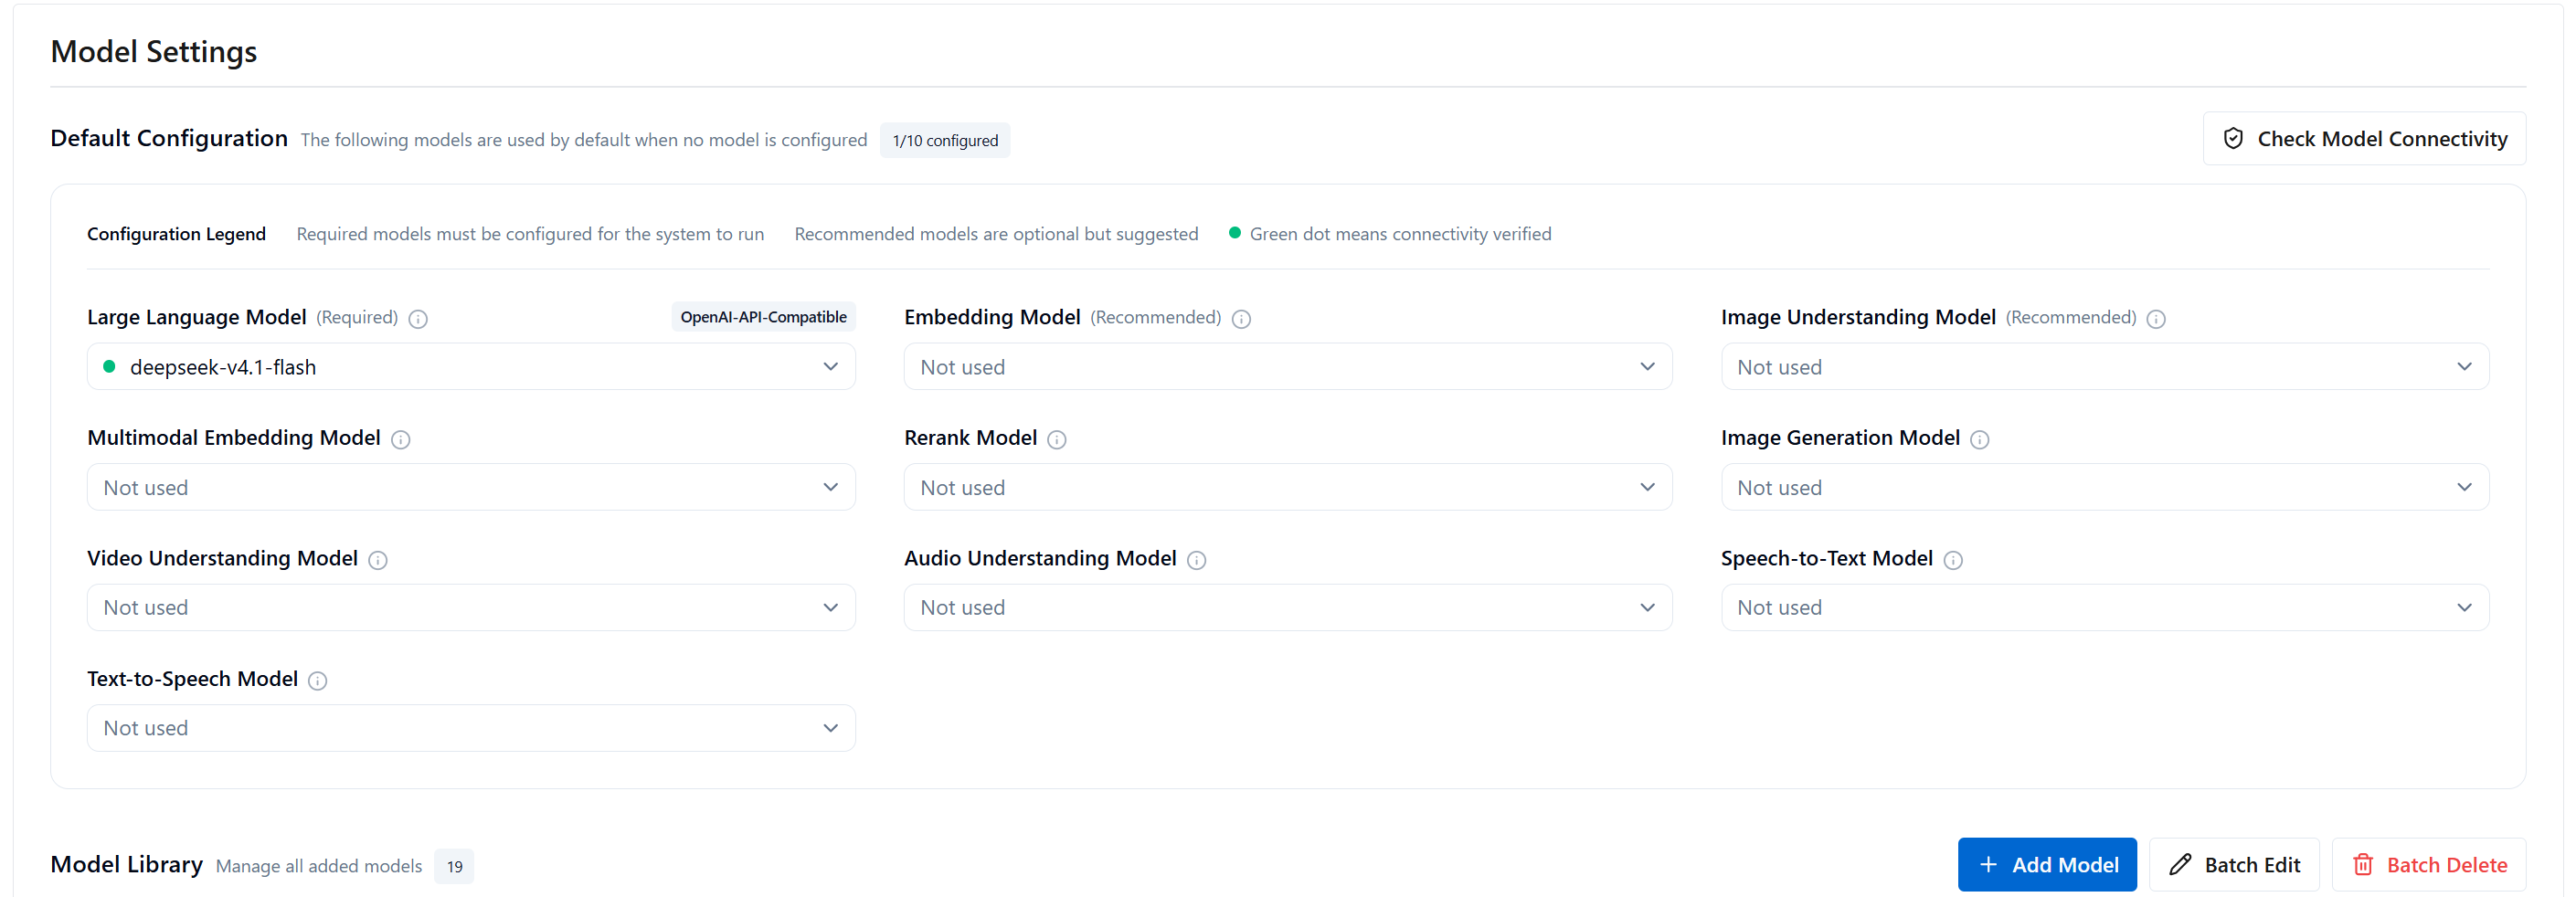 Model Settings
Default Configuration The following models are used by default when no model is configured 1/10 configured
Check Model Connectivity
Configuration Legend Required models must be configured for the system to run Recommended models are optional but suggested Green dot means connectivity verified
Large Language Model (Required) OpenAI-API-Compatible
deepseek-v4.1-flash
Embedding Model (Recommended)
Not used
Image Understanding Model (Recommended)
Not used
Multimodal Embedding Model
Not used
Rerank Model
Not used
Image Generation Model
Not used
Video Understanding Model
Not used
Audio Understanding Model
Not used
Speech-to-Text Model
Not used
Text-to-Speech Model
Not used
Model Library Manage all added models 19
Add Model
Batch Edit
Batch Delete